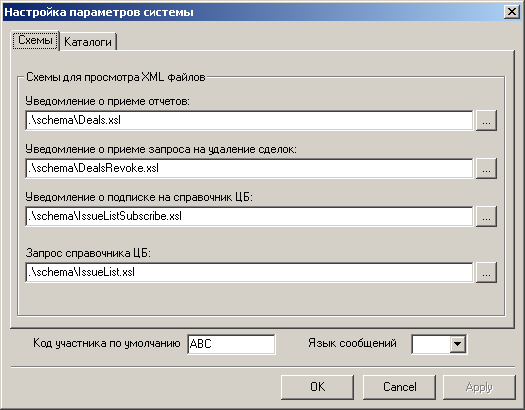 Настройка параметров системы
Схемы Каталоги
Схемы для просмотра XML файлов
Уведомление о приеме отчетов:
.\schema\Deals.xsl ...
Уведомление о приеме запроса на удаление сделок:
.\schema\DealsRevoke.xsl ...
Уведомление о подписке на справочник ЦБ:
.\schema\IssueListSubscribe.xsl ...
Запрос справочника ЦБ:
.\schema\IssueList.xsl ...
Код участника по умолчанию ABC Язык сообщений
OK Cancel Apply